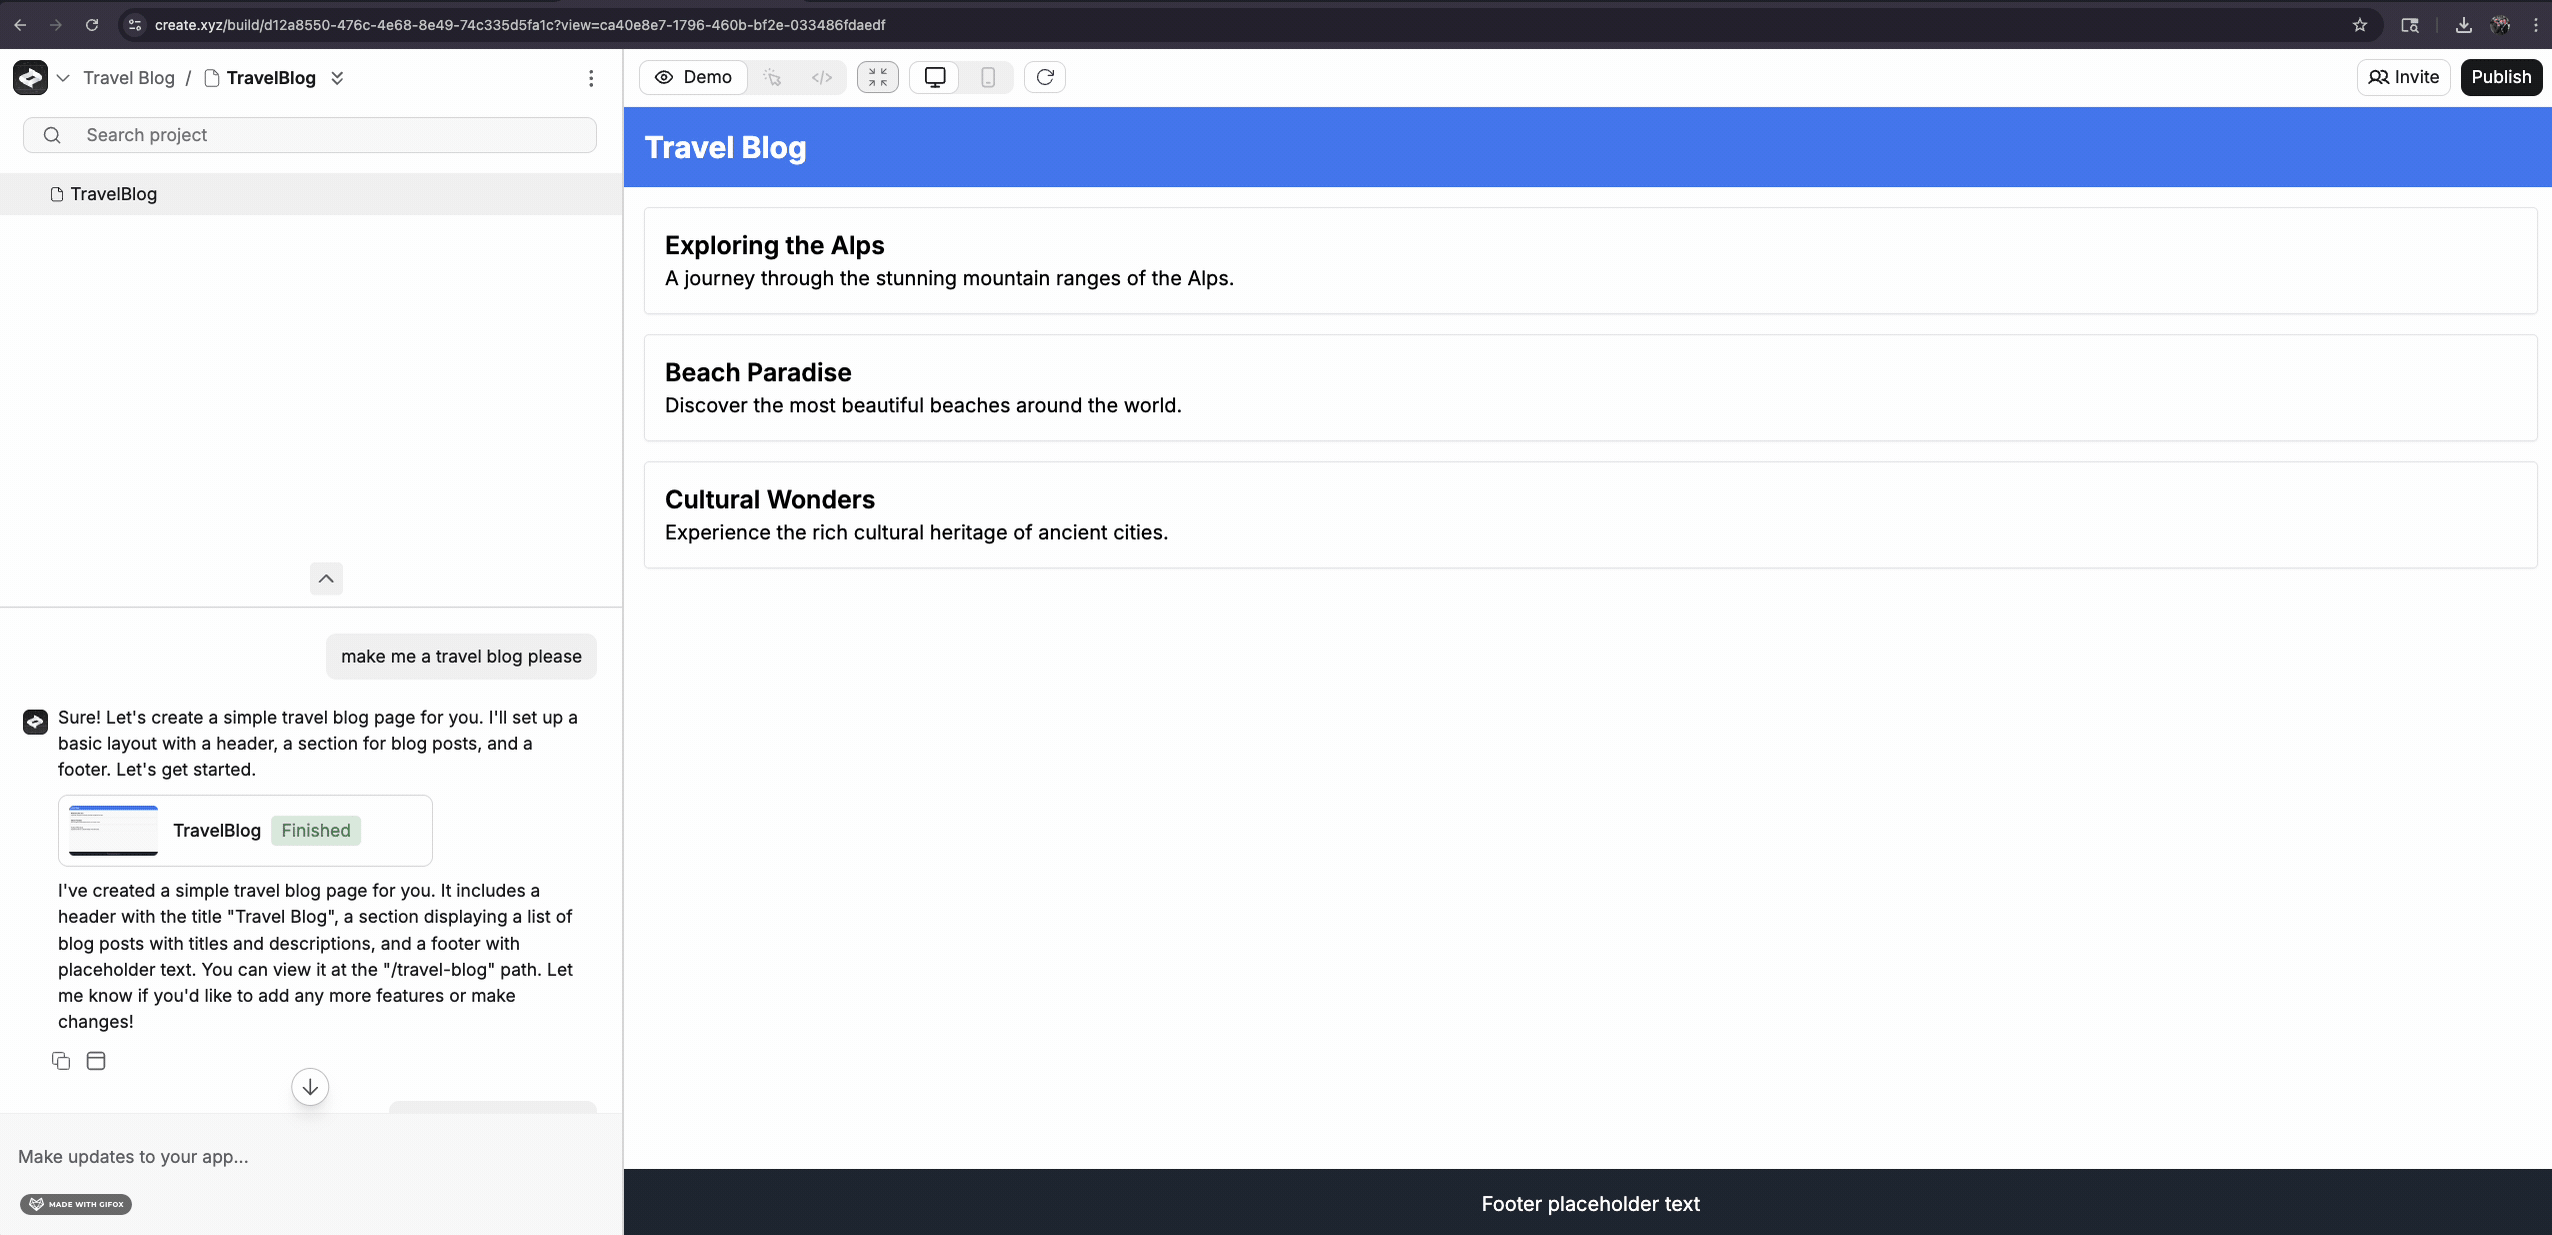 create.xyz/build/d12a8550-476c-4e68-8e49-74c335d5fa1c?view=ca40e8e7-1796-460b-bf2e-033486fdaedf
Travel Blog / TravelBlog
Search project
TravelBlog
make me a travel blog please
Sure! Let's create a simple travel blog page for you. I'll set up a
basic layout with a header, a section for blog posts, and a
footer. Let's get started.
TravelBlog Finished
I've created a simple travel blog page for you. It includes a
header with the title "Travel Blog", a section displaying a list of
blog posts with titles and descriptions, and a footer with
placeholder text. You can view it at the "/travel-blog" path. Let
me know if you'd like to add any more features or make
changes!
Make updates to your app...
MADE WITH GIFOX
Demo
Invite
Publish
Travel Blog
Exploring the Alps
A journey through the stunning mountain ranges of the Alps.
Beach Paradise
Discover the most beautiful beaches around the world.
Cultural Wonders
Experience the rich cultural heritage of ancient cities.
Footer placeholder text